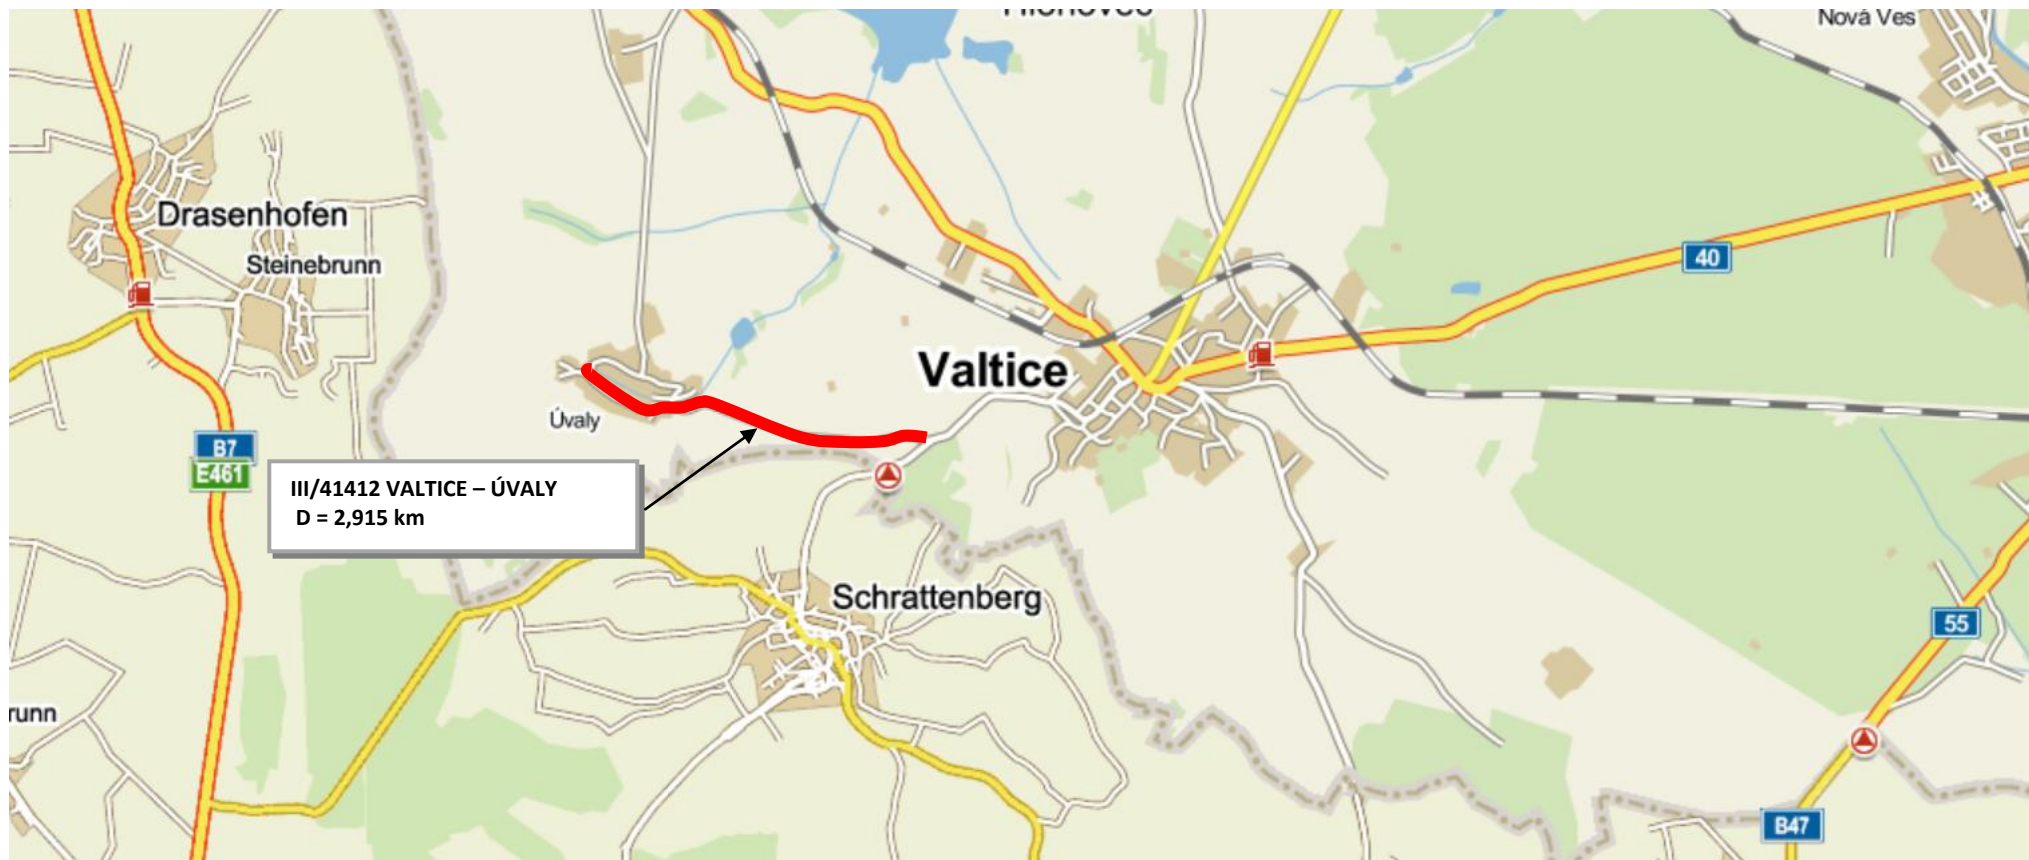 Nová Ves
Drasenhofen
Steinebrunn
40
Valtice
Úvaly
B7
E461
III/41412 VALTICE – ÚVALY
D = 2,915 km
Schrattenberg
55
runn
B47